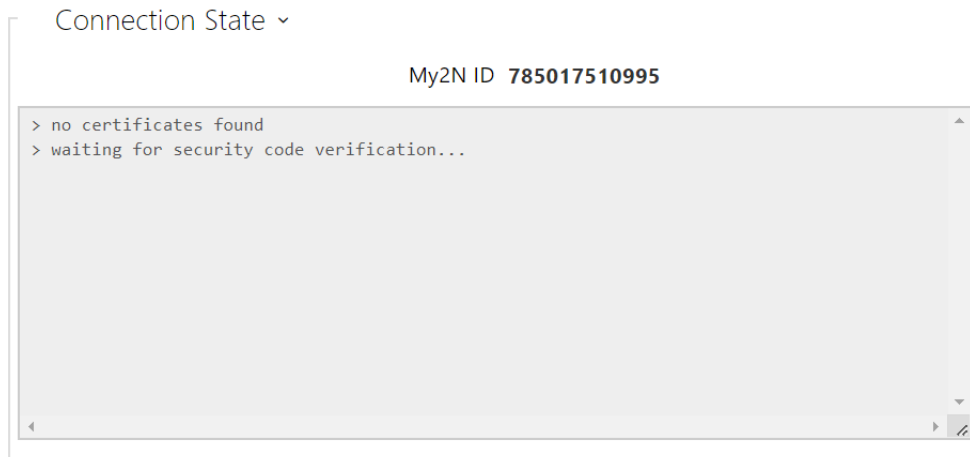 Connection State
My2N ID 785017510995
> no certificates found
> waiting for security code verification...